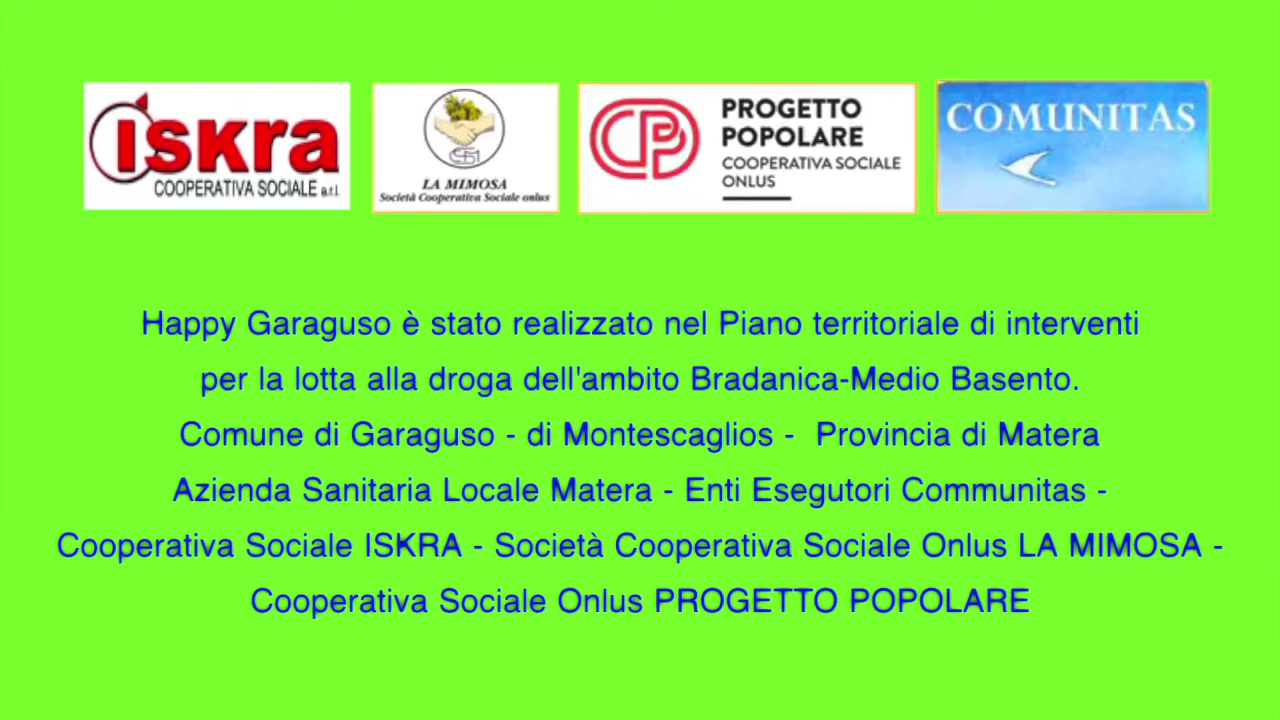 iskra
COOPERATIVA SOCIALE a.r.l.
LA MIMOSA
Società Cooperativa Sociale onlus
PROGETTO
POPOLARE
COOPERATIVA SOCIALE
ONLUS
COMUNITAS
Happy Garaguso è stato realizzato nel Piano territoriale di interventi
per la lotta alla droga dell'ambito Bradanica-Medio Basento.
Comune di Garaguso - di Montescaglios - Provincia di Matera
Azienda Sanitaria Locale Matera - Enti Esegutori Communitas -
Cooperativa Sociale ISKRA - Società Cooperativa Sociale Onlus LA MIMOSA -
Cooperativa Sociale Onlus PROGETTO POPOLARE